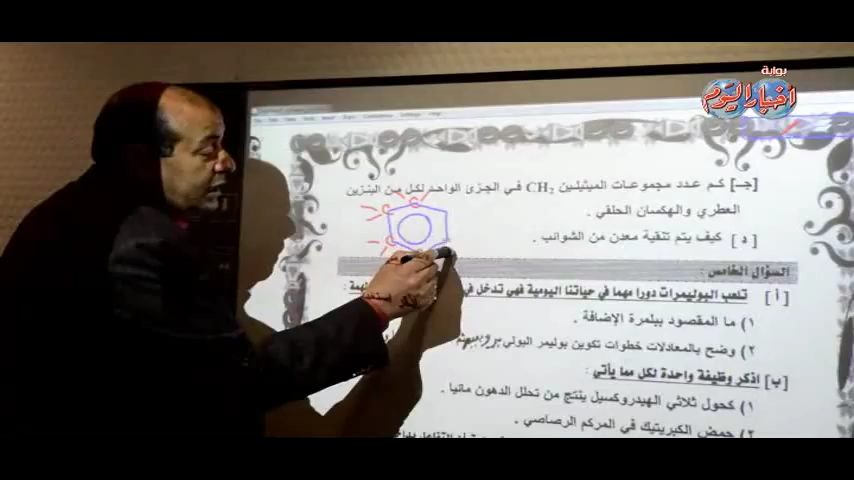 بوابة
أخبار اليوم
[جـ] كم عدد مجموعات الميثيلين CH2 في الجزئ الواحد لكل من البنزين
العطري والهكسان الحلقي .
[د] كيف يتم تنقية معدن من الشوائب .
السؤال الخامس :
[أ] تلعب البوليمرات دورا مهما في حياتنا اليومية فهي تدخل في
١) ما المقصود ببلمرة الإضافة .
٢) وضح بالمعادلات خطوات تكوين بوليمر البولي بروبيلين
[ب] اذكر وظيفة واحدة لكل مما يأتي :
١) كحول ثلاثي الهيدروكسيل ينتج من تحلل الدهون مائيا .
٢) حمض الكبريتيك في المركم الرصاصي .
C
C
C